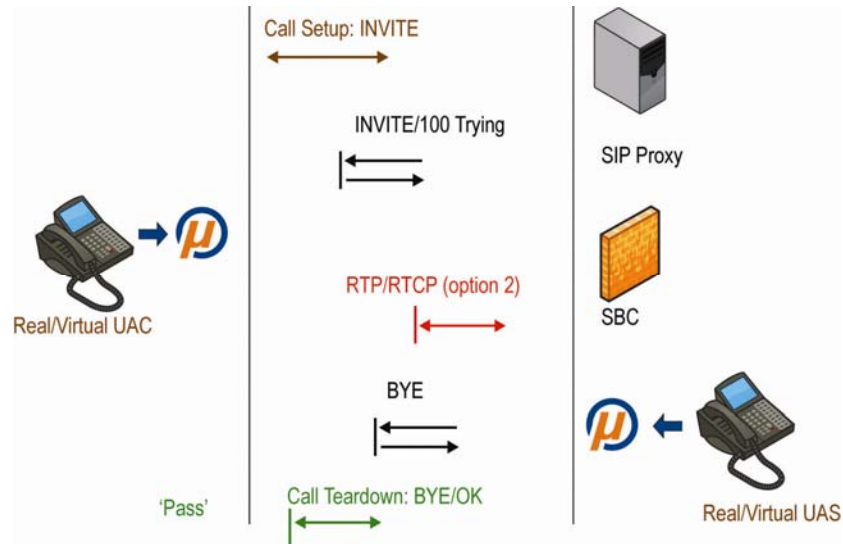 Call Setup: INVITE
INVITE/100 Trying
SIP Proxy
µ
Real/Virtual UAC
RTP/RTCP (option 2)
SBC
BYE
µ
'Pass'
Call Teardown: BYE/OK
Real/Virtual UAS